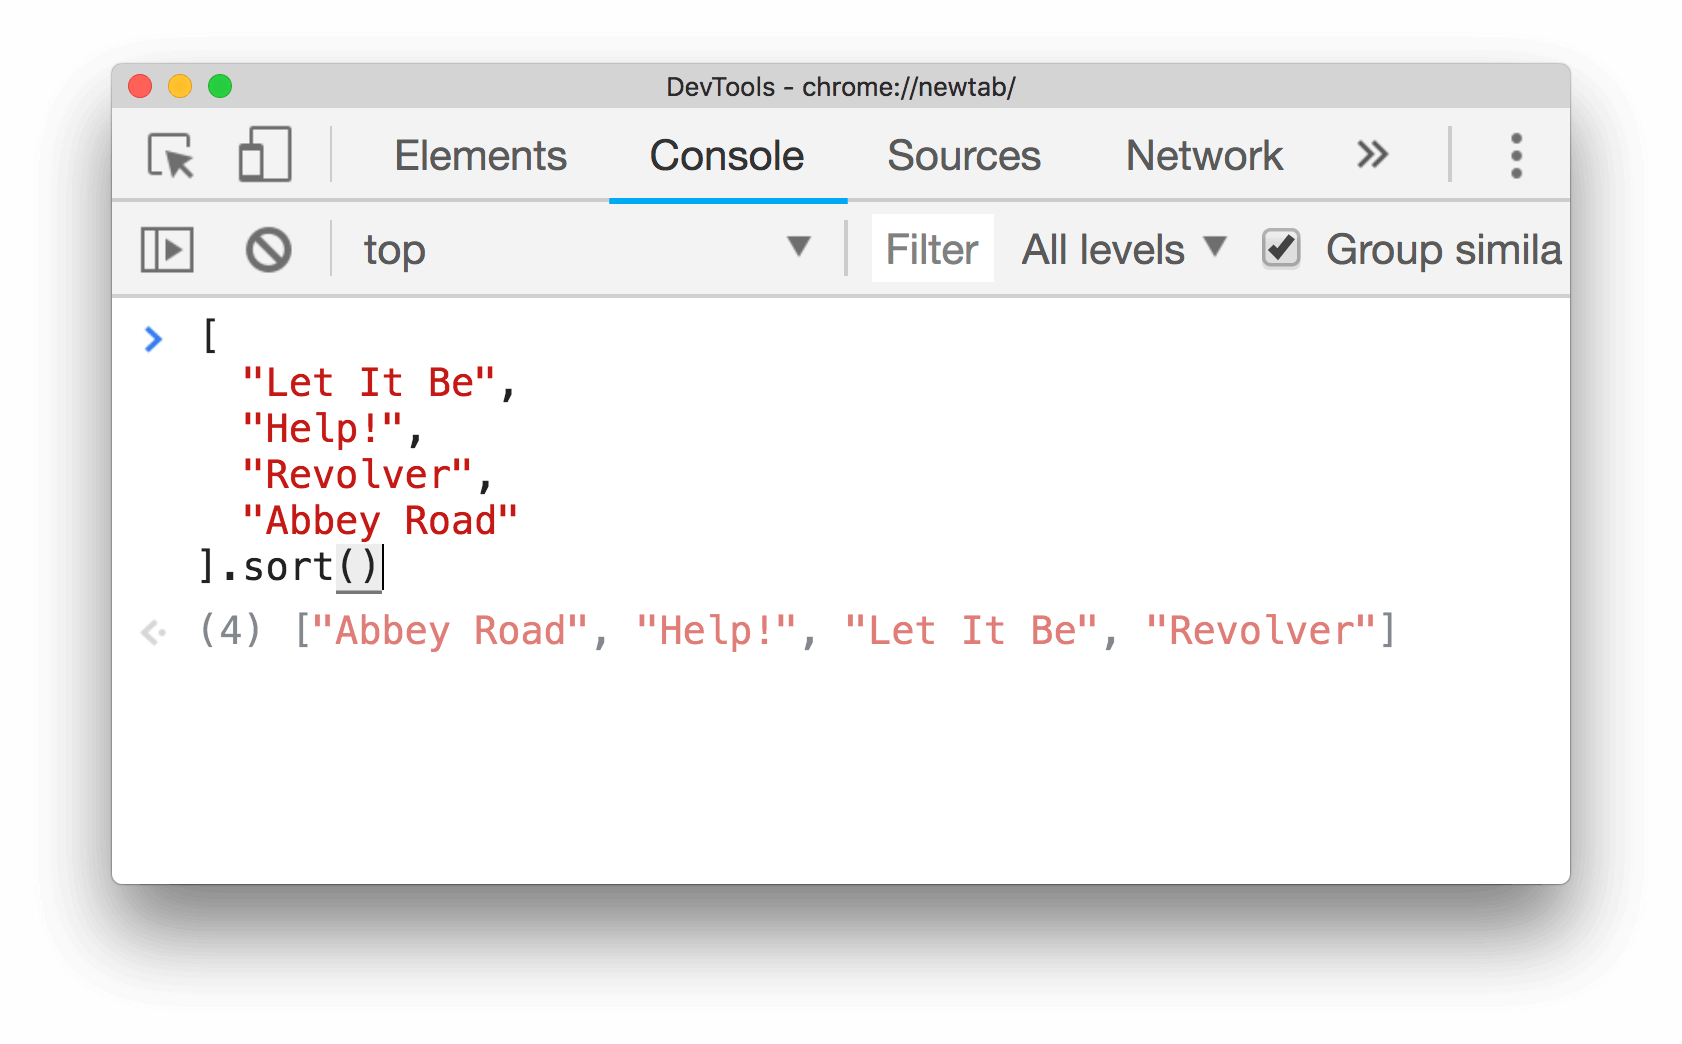 DevTools - chrome://newtab/
Elements Console Sources Network
top Filter All levels Group simila
[
"Let It Be",
"Help!",
"Revolver",
"Abbey Road"
].sort()
(4) ["Abbey Road", "Help!", "Let It Be", "Revolver"]